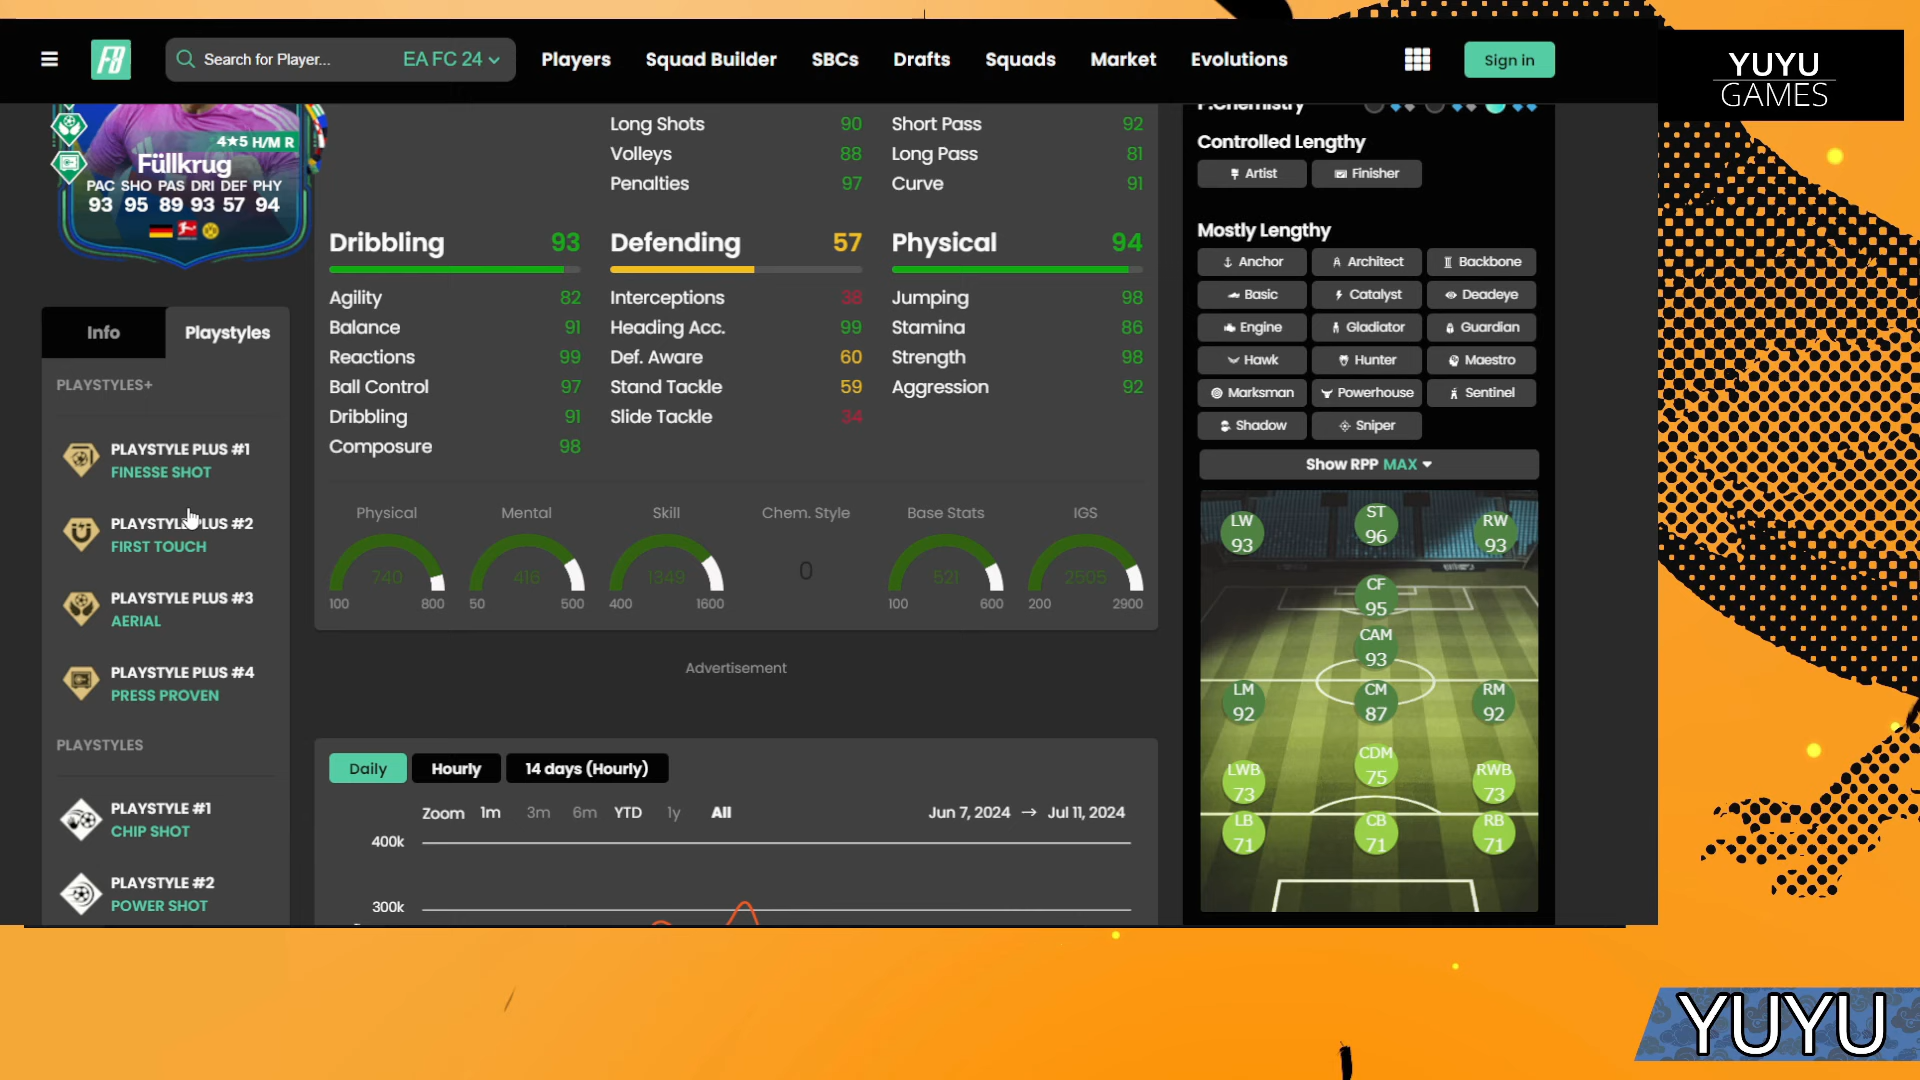 Search for Player...
EA FC 24
Players
Squad Builder
SBCs
Drafts
Squads
Market
Evolutions
Sign in
YUYU
GAMES
4★5 H/M R
Füllkrug
PAC SHO PAS DRI DEF PHY
93 95 89 93 57 94
Info
Playstyles
PLAYSTYLES+
PLAYSTYLE PLUS #1
FINESSE SHOT
PLAYSTYLE PLUS #2
FIRST TOUCH
PLAYSTYLE PLUS #3
AERIAL
PLAYSTYLE PLUS #4
PRESS PROVEN
PLAYSTYLES
PLAYSTYLE #1
CHIP SHOT
PLAYSTYLE #2
POWER SHOT
Long Shots 90
Volleys 88
Penalties 97
Short Pass 92
Long Pass 81
Curve 91
Dribbling 93
Agility 82
Balance 91
Reactions 99
Ball Control 97
Dribbling 91
Composure 98
Defending 57
Interceptions 38
Heading Acc. 99
Def. Aware 60
Stand Tackle 59
Slide Tackle 34
Physical 94
Jumping 98
Stamina 86
Strength 98
Aggression 92
Physical
740
100 800
Mental
416
50 500
Skill
1349
400 1600
Chem. Style
0
Base Stats
521
100 600
IGS
2505
200 2900
Advertisement
Daily
Hourly
14 days (Hourly)
Zoom 1m 3m 6m YTD 1y All
Jun 7, 2024 → Jul 11, 2024
400k
300k
P.Chemistry
Controlled Lengthy
Artist Finisher
Mostly Lengthy
Anchor Architect Backbone
Basic Catalyst Deadeye
Engine Gladiator Guardian
Hawk Hunter Maestro
Marksman Powerhouse Sentinel
Shadow Sniper
Show RPP MAX
LW
93
ST
96
RW
93
CF
95
CAM
93
LM
92
CM
87
RM
92
CDM
75
LWB
73
RWB
73
LB
71
CB
71
RB
71
YUYU